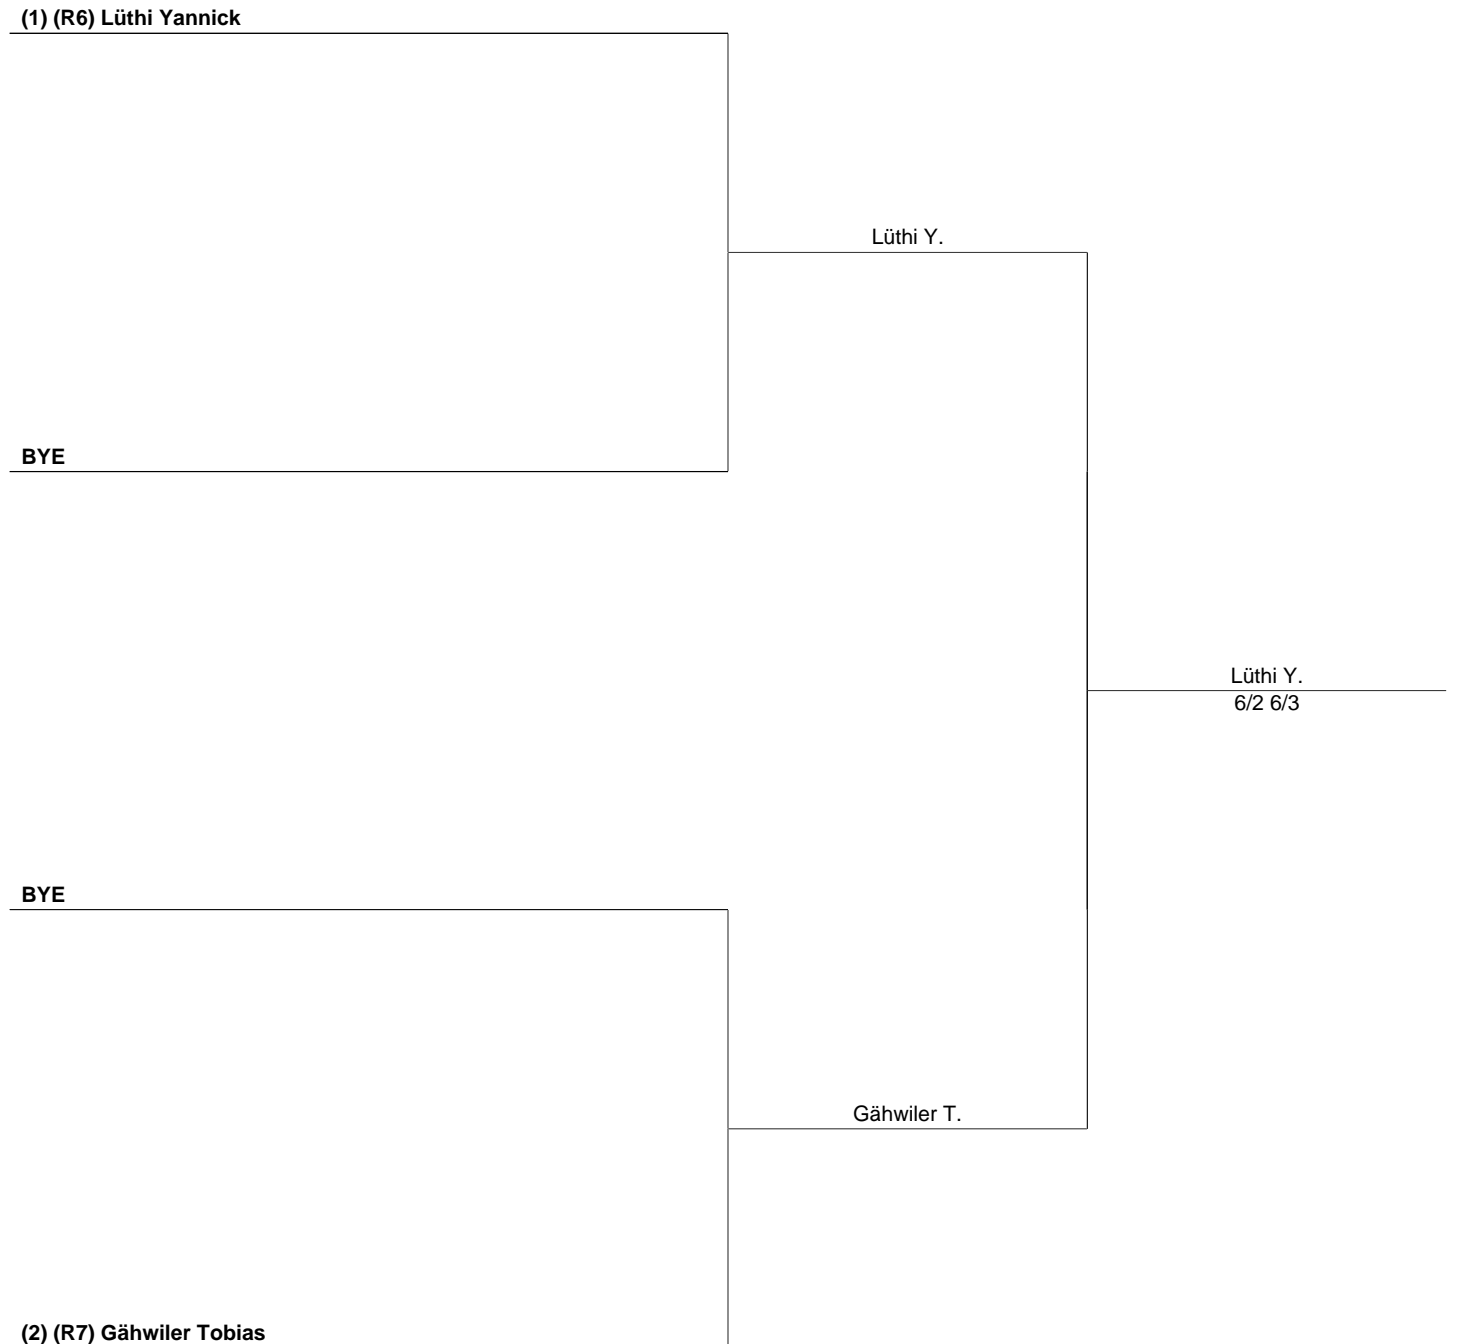 (1) (R6) Lüthi Yannick
Lüthi Y.
BYE
Lüthi Y.
6/2 6/3
BYE
Gähwiler T.
(2) (R7) Gähwiler Tobias